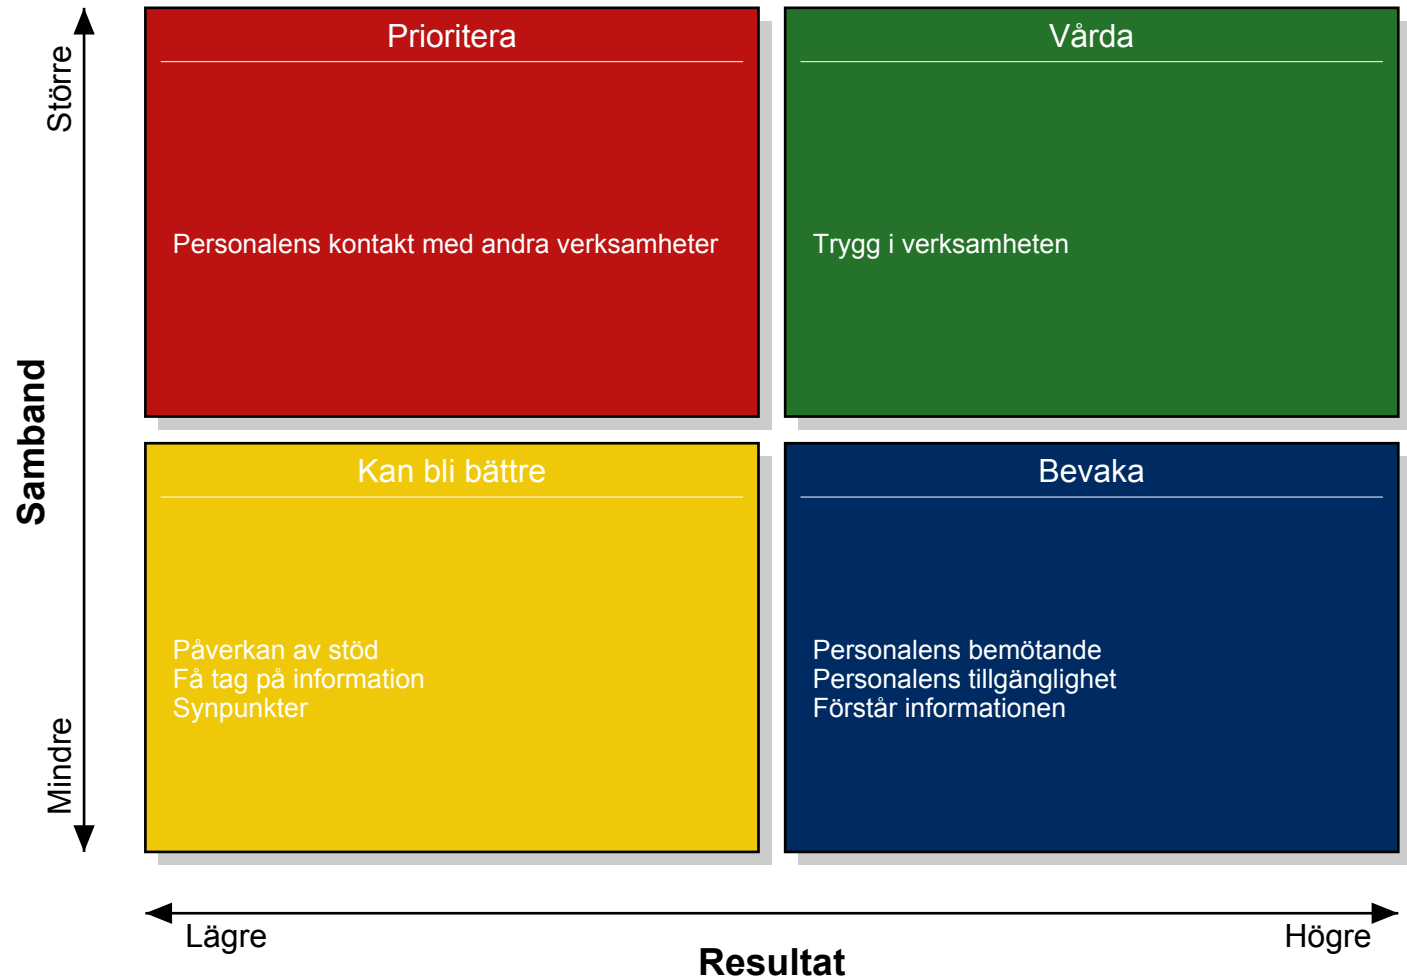 Större
Samband
Mindre
Prioritera
Personalens kontakt med andra verksamheter
Vårda
Trygg i verksamheten
Kan bli bättre
Påverkan av stöd
Få tag på information
Synpunkter
Bevaka
Personalens bemötande
Personalens tillgänglighet
Förstår informationen
Lägre
Högre
Resultat